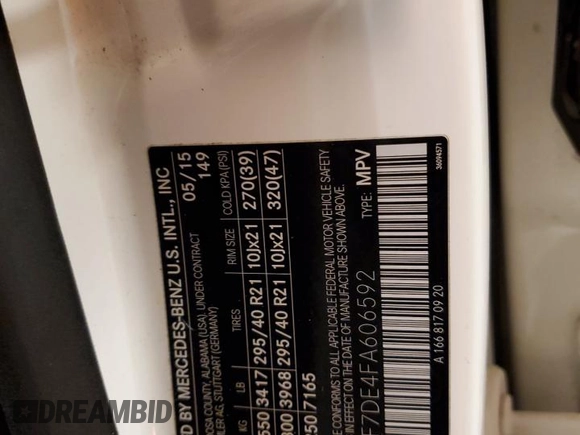 D BY MERCEDES-BENZ U.S. INTL., INC
OSA COUNTY, ALABAMA (USA), UNDER CONTRACT
LER AG, STUTTGART (GERMANY)
05 / 15
149
KG LB TIRES RIM SIZE COLD KPA (PSI)
550 3417 295/40 R21 10Jx21 270(39)
800 3968 295/40 R21 10Jx21 320(47)
50 7165
CONFORMS TO ALL APPLICABLE FEDERAL MOTOR VEHICLE SAFETY
IN EFFECT ON THE DATE OF MANUFACTURE SHOWN ABOVE.
7DE4FA606592 TYPE: MPV
A 166 817 09 20
36094571
DREAMBID